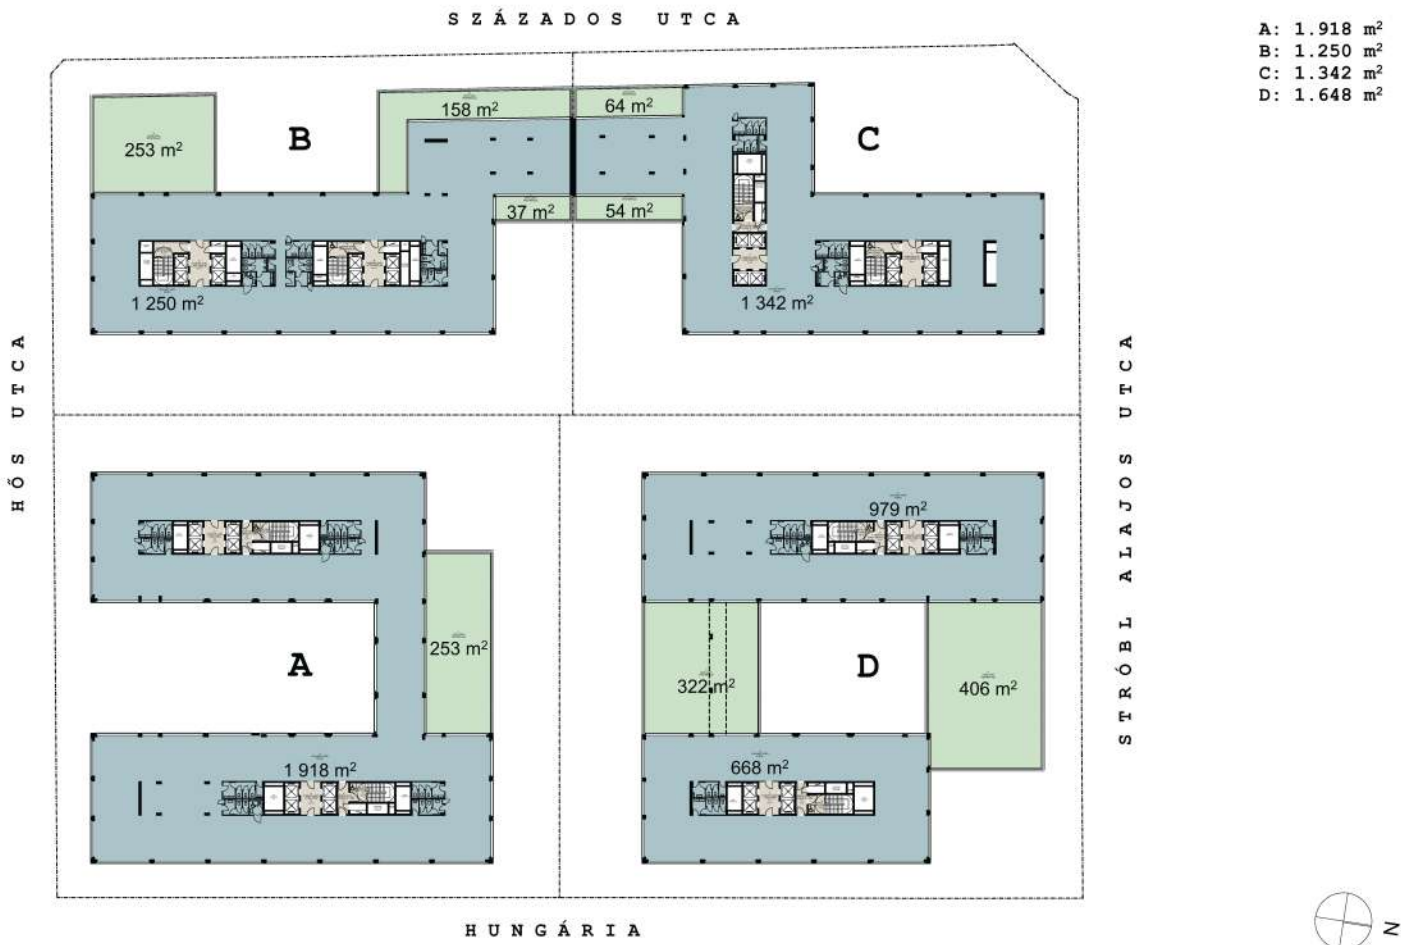 SZÁZADOS UTCA
A: 1.918 m²
B: 1.250 m²
C: 1.342 m²
D: 1.648 m²
158 m²
64 m²
B
C
253 m²
37 m²
54 m²
1 250 m²
1 342 m²
HŐS UTCA
STRÓBL ALAJOS UTCA
979 m²
A
253 m²
D
322 m²
406 m²
1 918 m²
668 m²
HUNGÁRIA
N